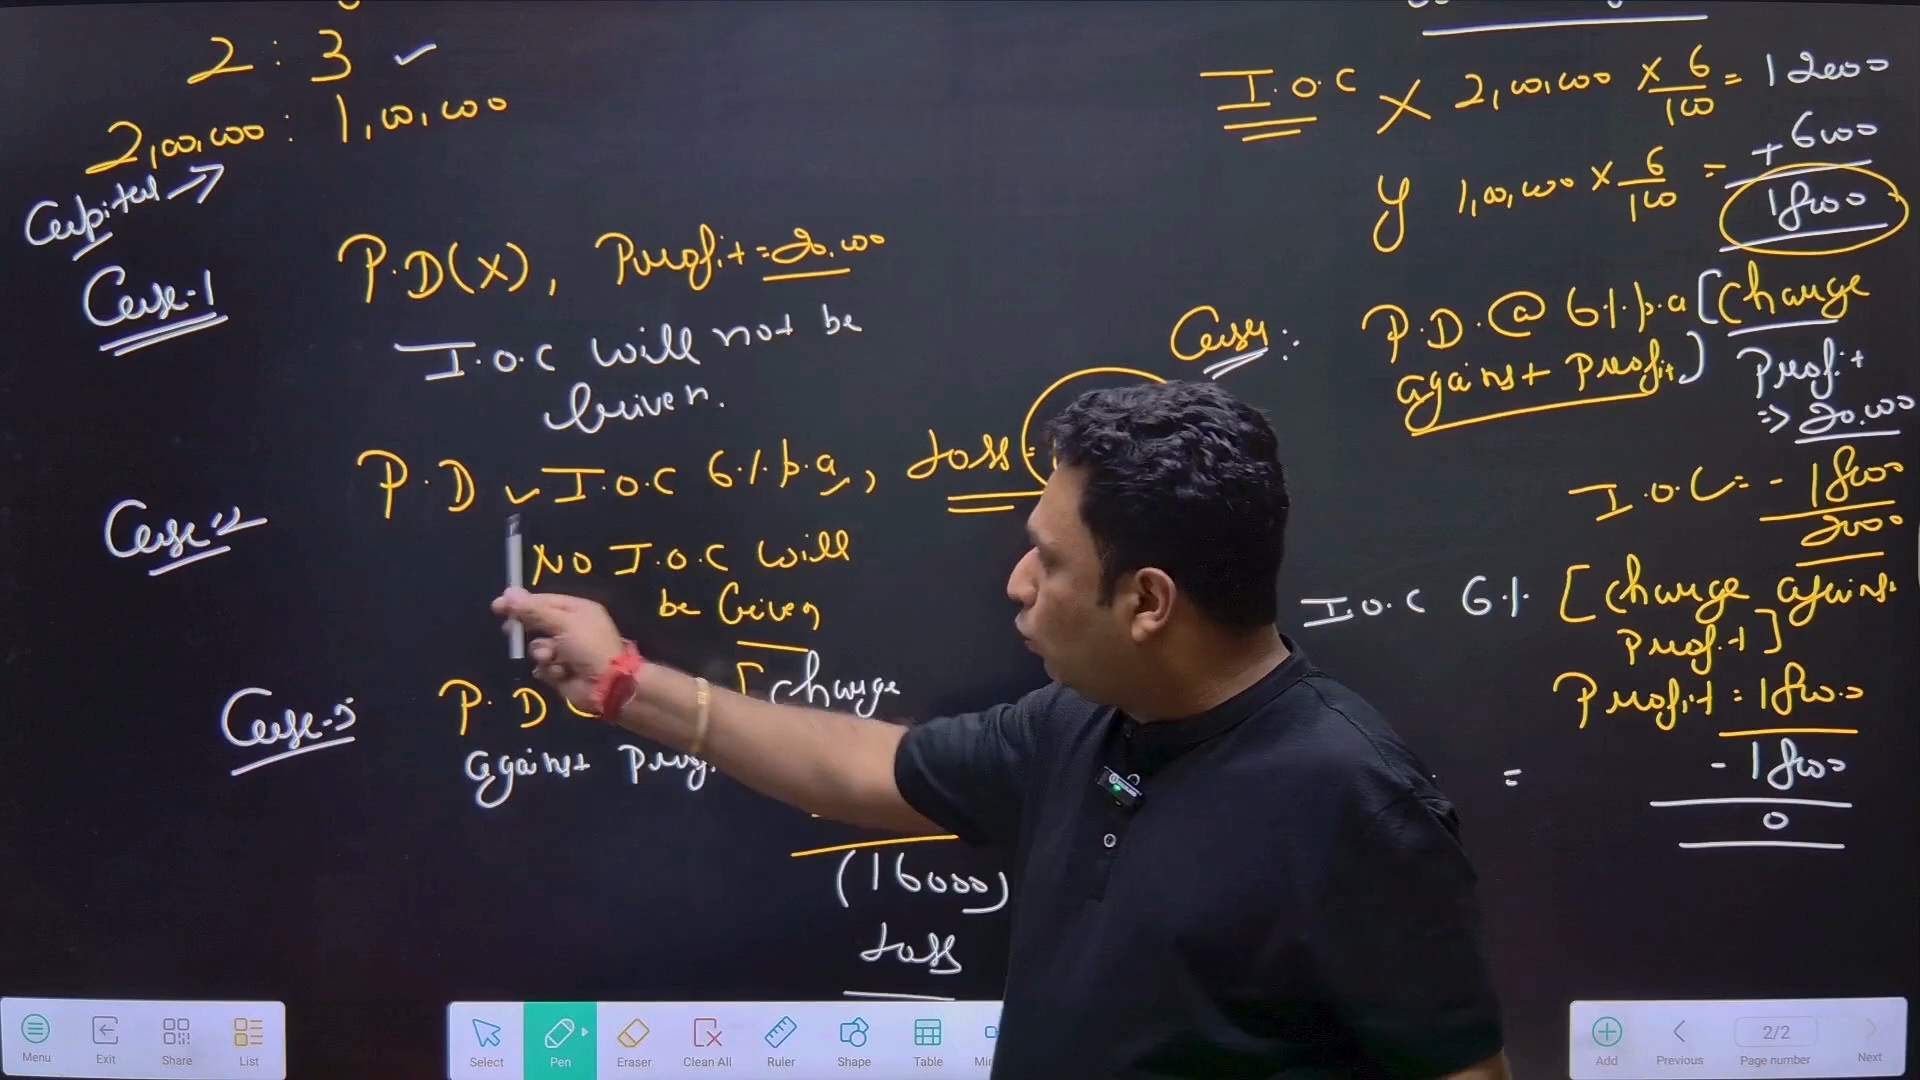 2 : 3 ✓
2,00,000 : 1,00,000
Capital →
Case-1
P.D(X), Profit = 20,000
I.O.C will not be
Given.
Case-2
P.D ✓ I.O.C 6% p.a, Loss =
No I.O.C will
be Given
Case-3
P.D
[Charge
against
(16000)
Loss
I.O.C X 2,00,000 × 6/100 = 12000
Y 1,00,000 × 6/100 = +6000
18000
Case4:
P.D. @ 6% p.a [Charge
against Profit]
Profit
=> 20,000
I.O.C = - 18000
2000
I.O.C 6% [Charge against
Profit]
Profit = 18000
= - 18000
0
Menu
Exit
Share
List
Select
Pen
Eraser
Clean All
Ruler
Shape
Table
Add
Previous
2/2
Page number
Next